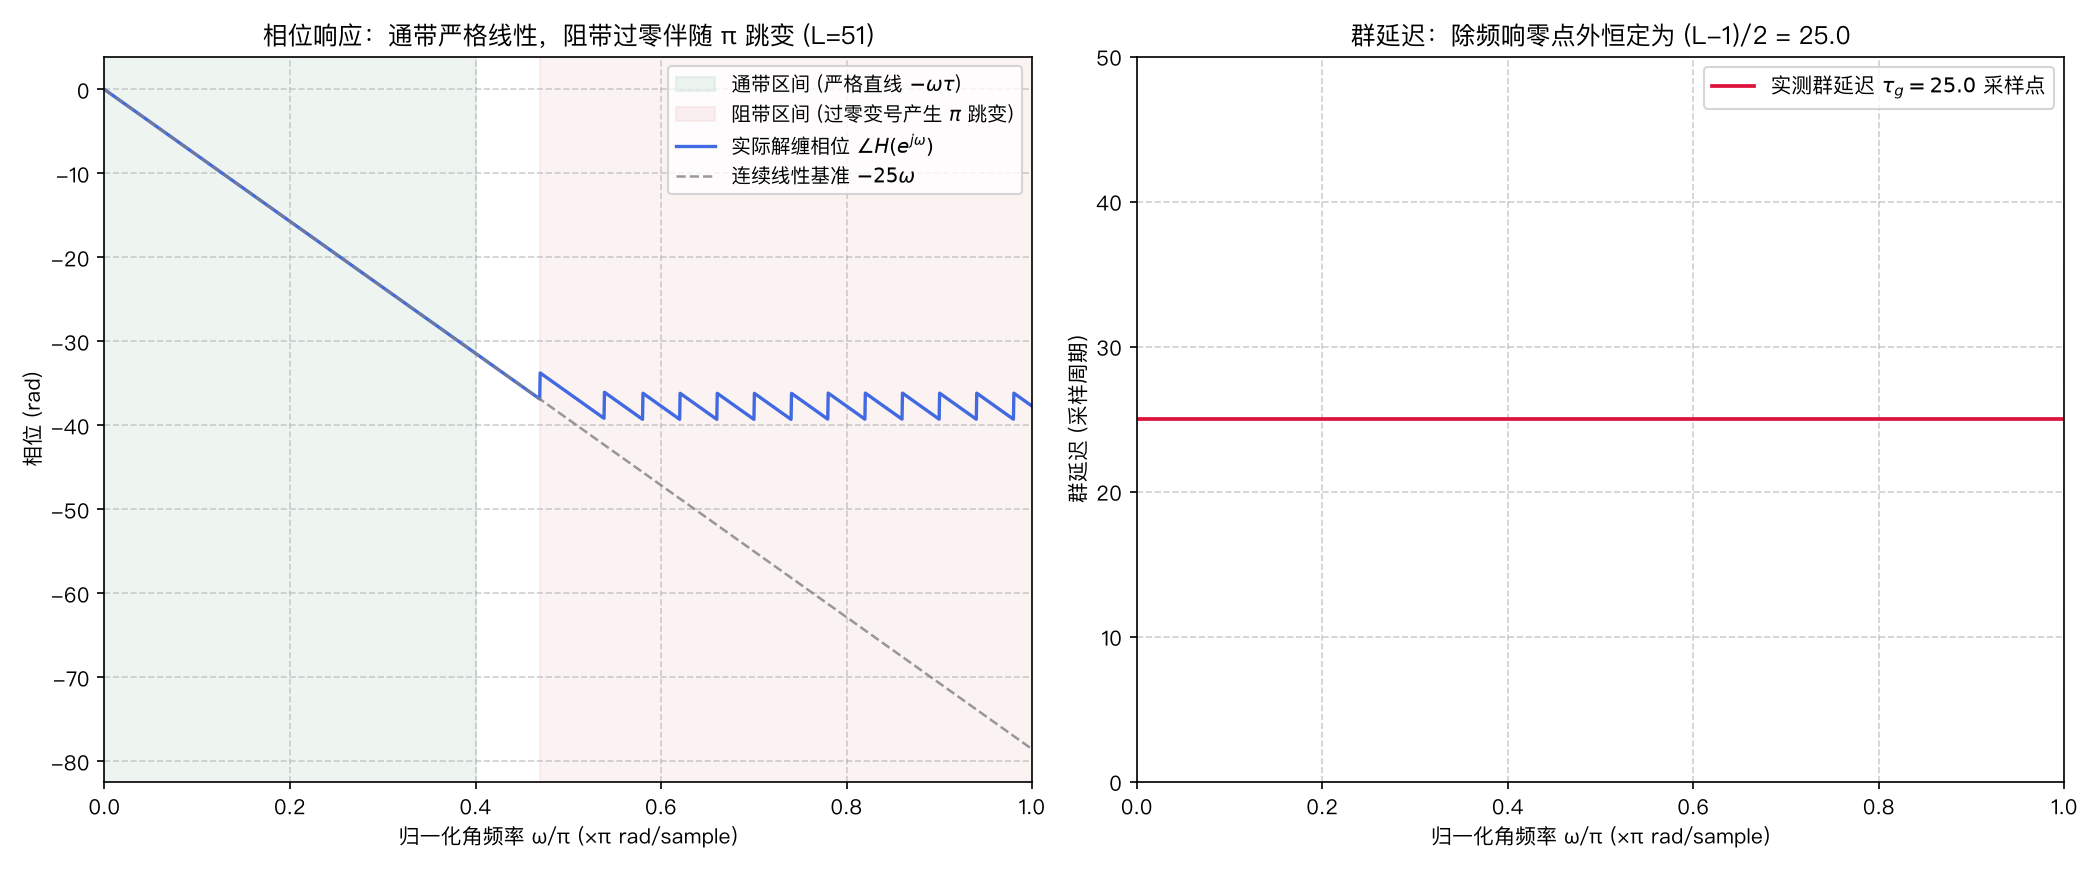 相位响应：通带严格线性，阻带过零伴随 π 跳变 (L=51)
通带区间 (严格直线 −ωτ)
阻带区间 (过零变号产生 π 跳变)
实际解缠相位 ∠H(e^{jω})
连续线性基准 −25ω
0
−10
−20
−30
−40
−50
−60
−70
−80
相位 (rad)
0.0 0.2 0.4 0.6 0.8 1.0
归一化角频率 ω/π (×π rad/sample)
群延迟：除频响零点外恒定为 (L−1)/2 = 25.0
实测群延迟 τ_g = 25.0 采样点
50
40
30
20
10
0
群延迟 (采样周期)
0.0 0.2 0.4 0.6 0.8 1.0
归一化角频率 ω/π (×π rad/sample)